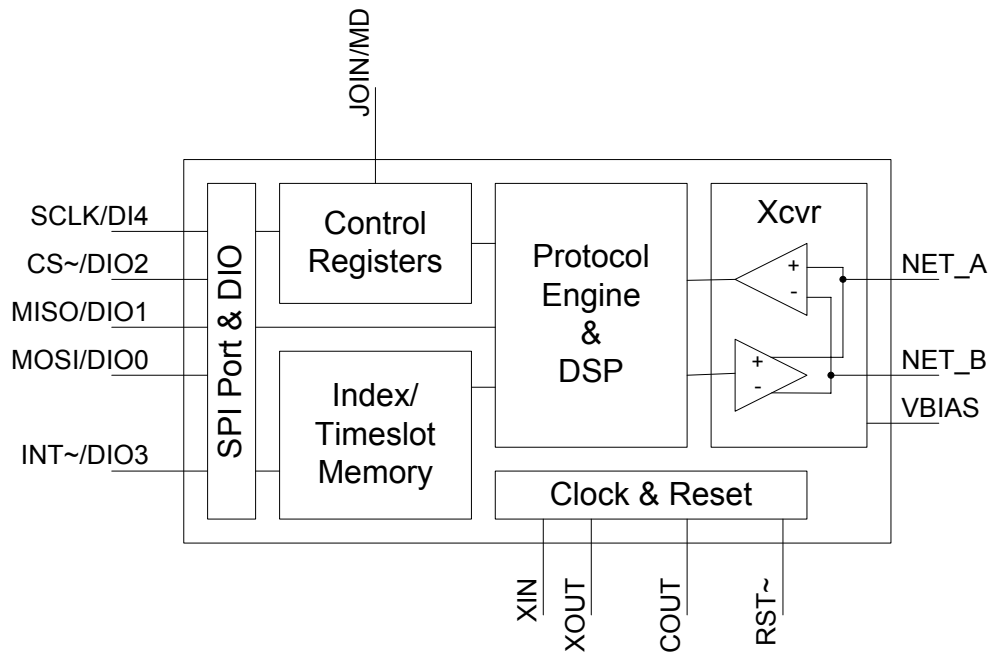 JOIN/MD
SCLK/DI4
CS~/DIO2
MISO/DIO1
MOSI/DIO0
INT~/DIO3
SPI Port & DIO
Control
Registers
Index/
Timeslot
Memory
Protocol
Engine
&
DSP
Xcvr
+
-
+
-
NET_A
NET_B
VBIAS
Clock & Reset
XIN
XOUT
COUT
RST~